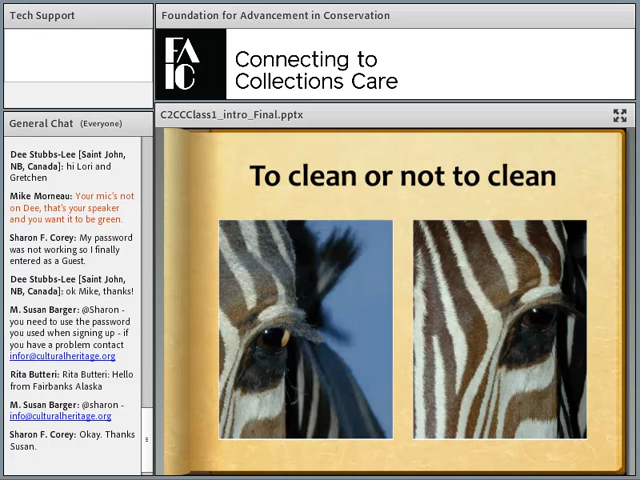 Tech Support
Foundation for Advancement in Conservation
FA
IC
Connecting to
Collections Care
General Chat (Everyone)
C2CCClass1_intro_Final.pptx
Dee Stubbs-Lee [Saint John,
NB, Canada]: hi Lori and
Gretchen
Mike Morneau: Your mic's not
on Dee, that's your speaker
and you want it to be green.
Sharon F. Corey: My password
was not working so I finally
entered as a Guest.
Dee Stubbs-Lee [Saint John,
NB, Canada]: ok Mike, thanks!
M. Susan Barger: @Sharon -
you need to use the password
you used when signing up - if
you have a problem contact
infor@culturalheritage.org
Rita Butteri: Rita Butteri: Hello
from Fairbanks Alaska
M. Susan Barger: @sharon -
info@culturalheritage.org
Sharon F. Corey: Okay. Thanks
Susan.
To clean or not to clean